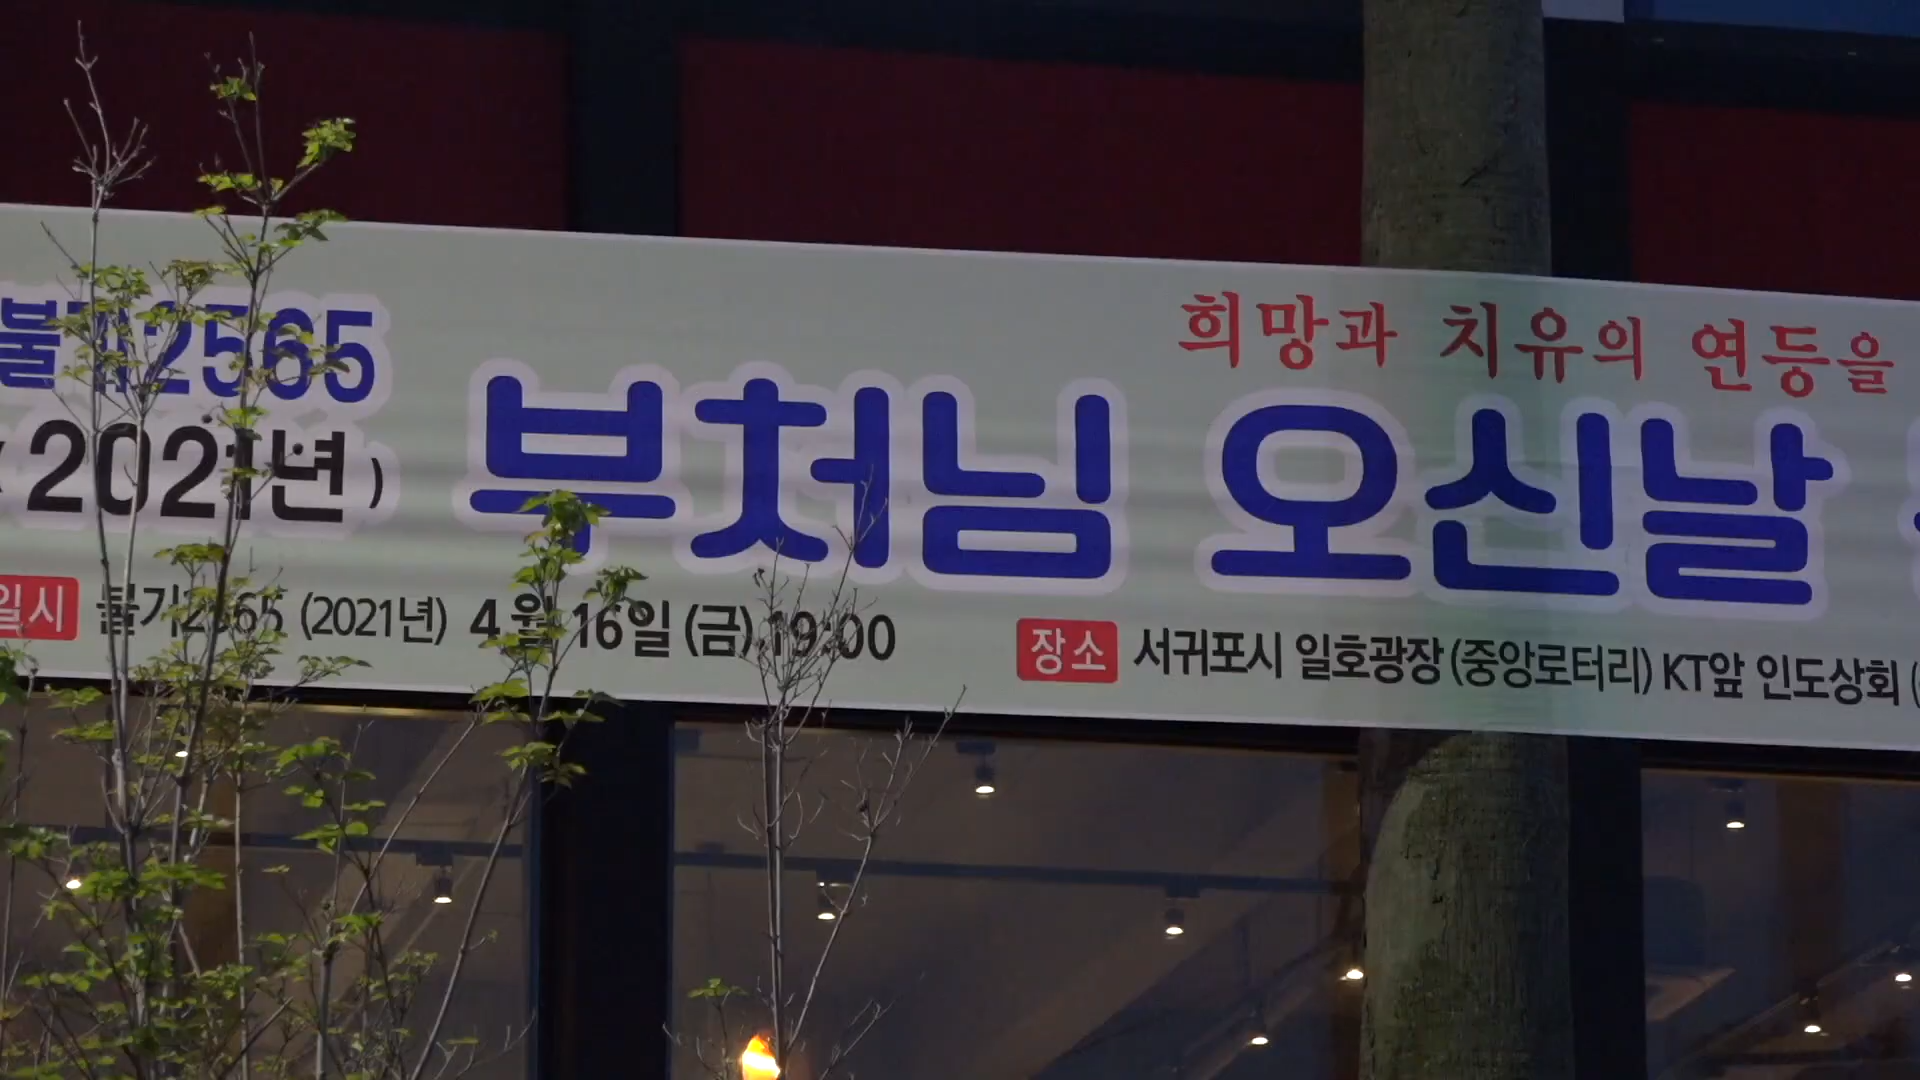 희망과 치유의 연등을
불기2565
(2021년)
부처님 오신날
일시 불기2565 (2021년) 4월 16일 (금) 19:00
장소 서귀포시 일호광장 (중앙로터리) KT앞 인도상회 (